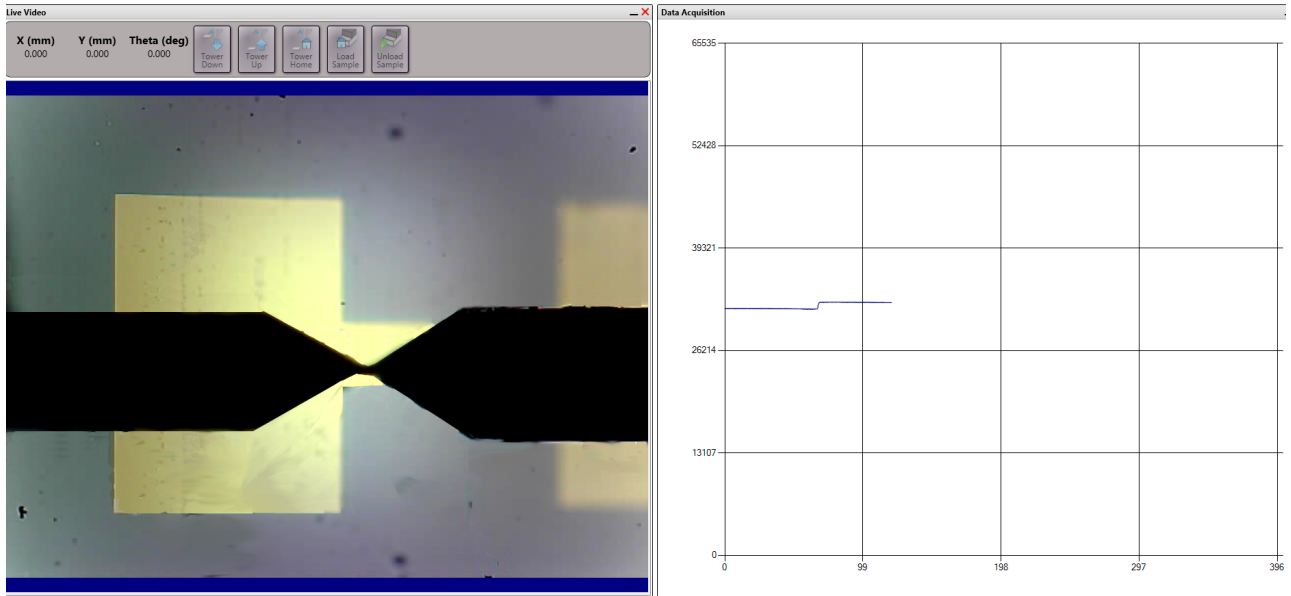 Live Video
X (mm) Y (mm) Theta (deg)
0.000 0.000 0.000
Tower Down
Tower Up
Tower Home
Load Sample
Unload Sample
Data Acquisition
65535
52428
39321
26214
13107
0
0 99 198 297 396